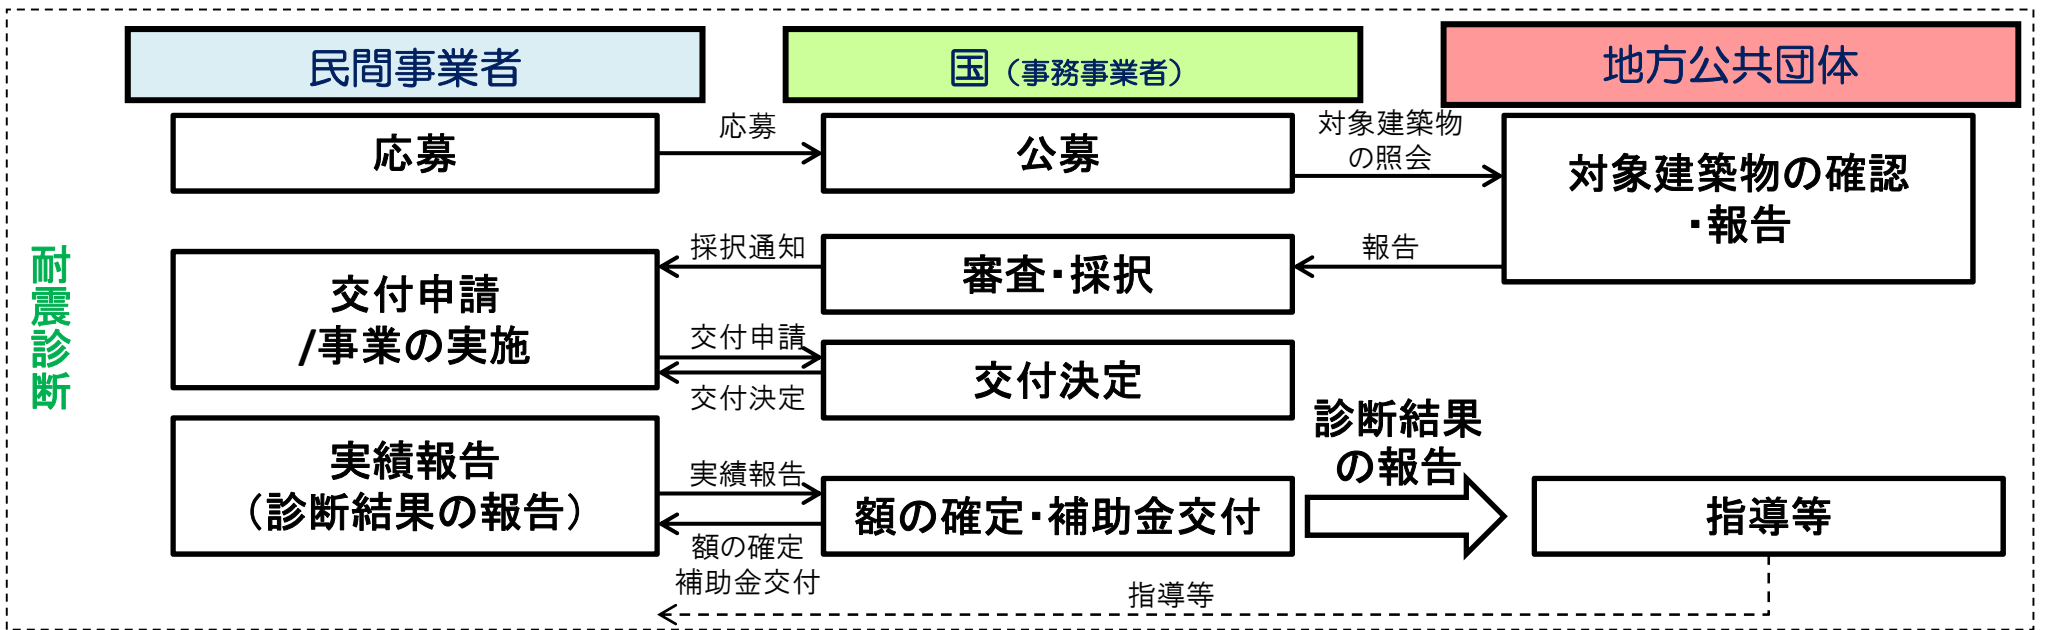 民間事業者
国（事務事業者）
地方公共団体
応募
応募
公募
対象建築物
の照会
対象建築物の確認
・報告
耐震診断
交付申請
/事業の実施
採択通知
審査・採択
報告
交付申請
交付決定
交付決定
実績報告
（診断結果の報告）
実績報告
額の確定・補助金交付
診断結果
の報告
指導等
額の確定
補助金交付
指導等